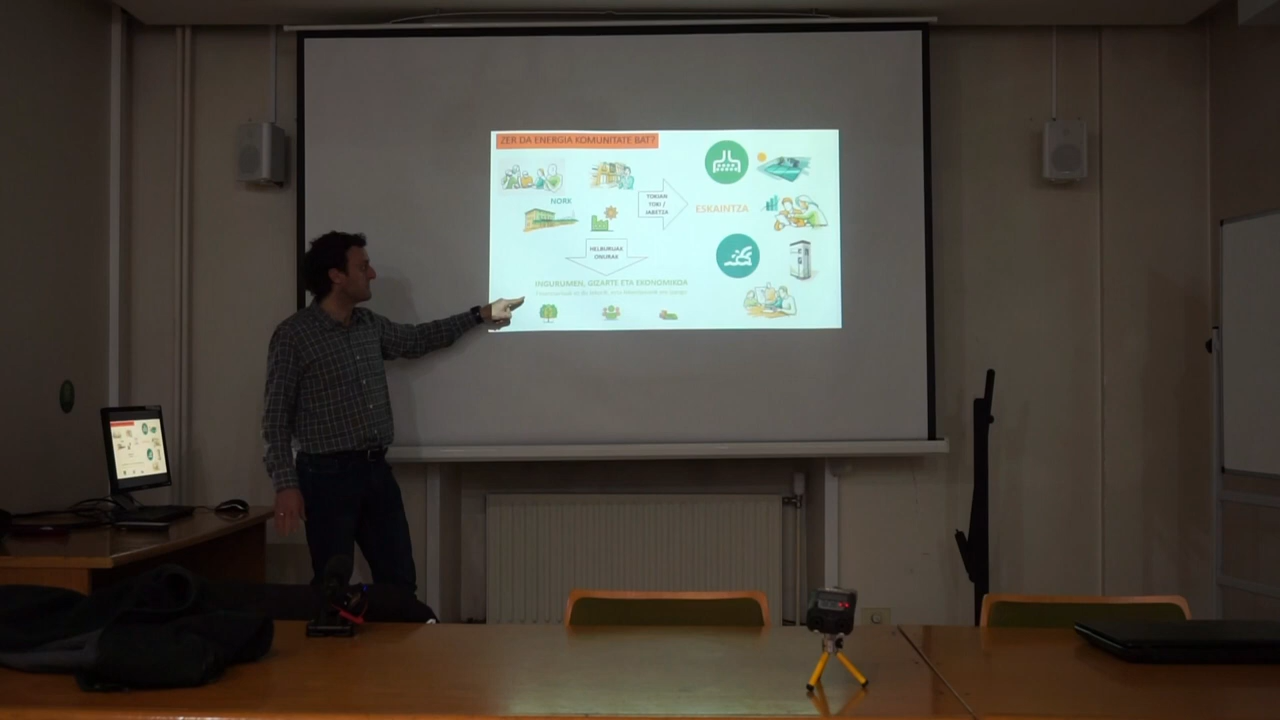 ZER DA ENERGIA KOMUNITATE BAT?
NORK
TOKIAN
TOKI /
JABETZA
ESKAINTZA
HELBURUAK
ONURAK
INGURUMEN, GIZARTE ETA EKONOMIKOA